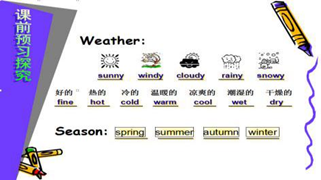 课前预习探究
Weather:
sunny windy cloudy rainy snowy
好的 热的 冷的 温暖的 凉爽的 潮湿的 干燥的
fine hot cold warm cool wet dry
Season: spring summer autumn winter